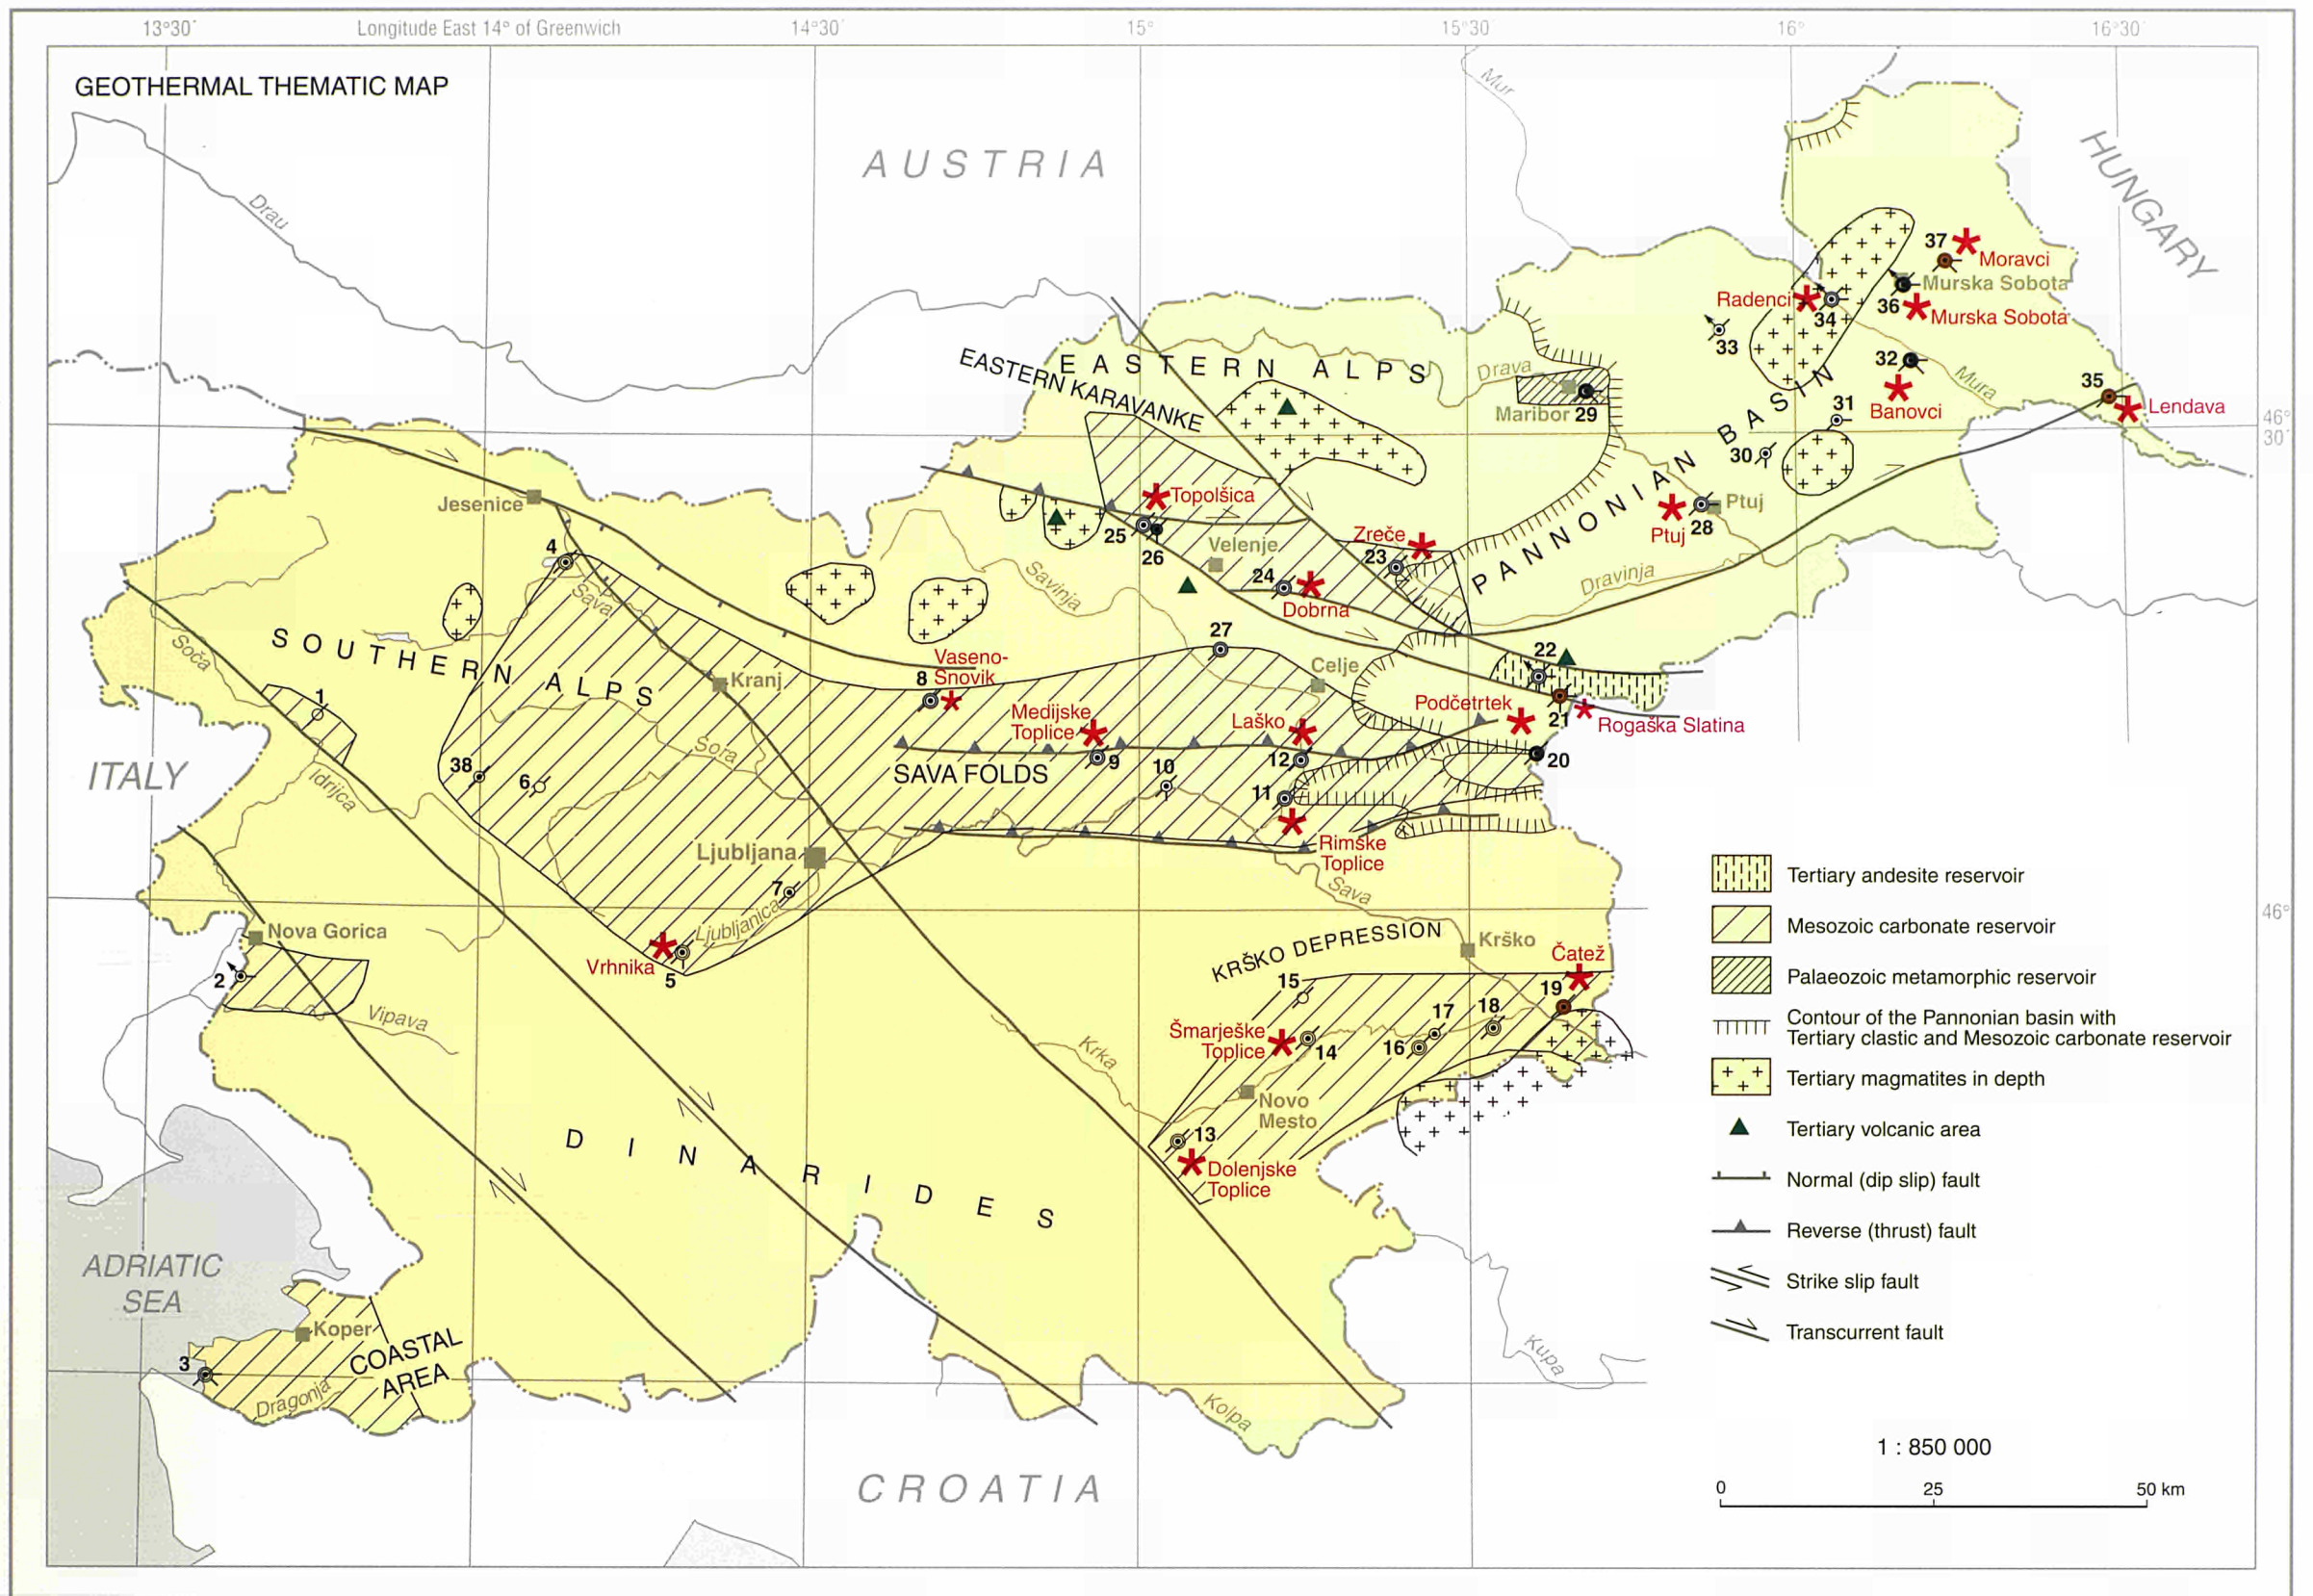 13°30´
Longitude East 14° of Greenwich
14°30´
15°
15°30
16°
16°30´
GEOTHERMAL THEMATIC MAP
AUSTRIA
HUNGARY
Mur
Drau
37
Moravci
Murska Sobota
Radenci
34
36
Murska Sobota
33
32
Mura
Banovci
35
Lendava
46°
30´
EASTERN ALPS
EASTERN KARAVANKE
Drava
Maribor
29
31
30
PANNONIAN BASIN
Jesenice
Topolšica
25
26
Velenje
Zreče
23
Ptuj
28
Ptuj
4
Sava
Savinja
24
Dobrna
Dravinja
Soča
SOUTHERN ALPS
27
Vaseno-
Snovik
8
Celje
22
Kranj
1
Medijske
Toplice
Laško
Podčetrtek
21
Rogaška Slatina
ITALY
Idrijca
38
6
Sora
SAVA FOLDS
9
10
12
20
11
Ljubljana
Rimske
Toplice
7
Ljubljanica
Sava
46°
Nova Gorica
Vrhnika
5
KRŠKO DEPRESSION
Krško
Čatež
2
Vipava
15
19
17
18
Šmarješke
Toplice
14
16
Krka
Novo
Mesto
13
Dolenjske
Toplice
DINARIDES
ADRIATIC
SEA
Koper
COASTAL
AREA
3
Dragonja
Kolpa
Kupa
CROATIA
Tertiary andesite reservoir
Mesozoic carbonate reservoir
Palaeozoic metamorphic reservoir
Contour of the Pannonian basin with
Tertiary clastic and Mesozoic carbonate reservoir
Tertiary magmatites in depth
Tertiary volcanic area
Normal (dip slip) fault
Reverse (thrust) fault
Strike slip fault
Transcurrent fault
1 : 850 000
0
25
50 km